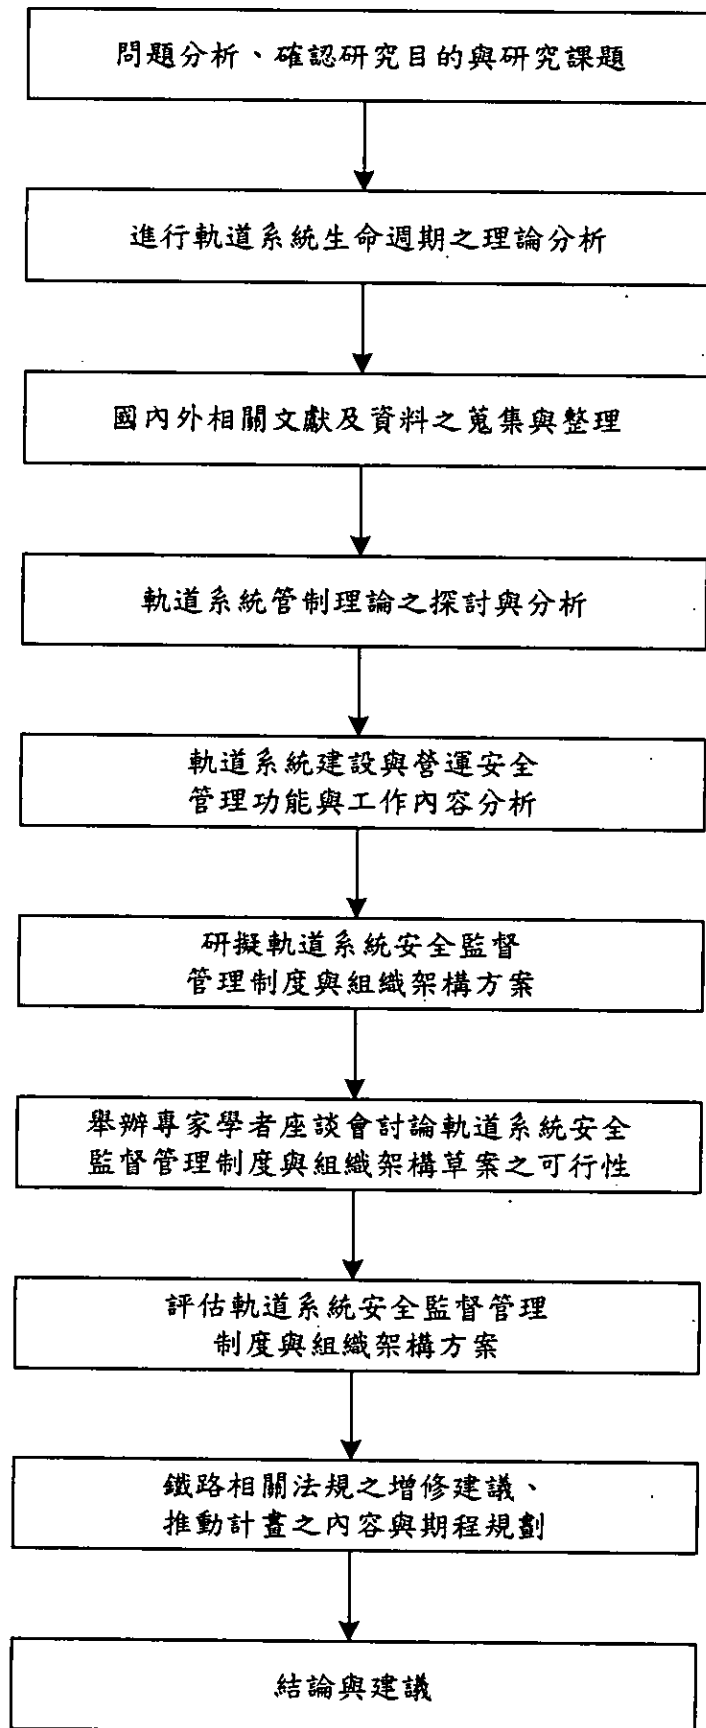 問題分析、確認研究目的與研究課題
進行軌道系統生命週期之理論分析
國內外相關文獻及資料之蒐集與整理
軌道系統管制理論之探討與分析
軌道系統建設與營運安全
管理功能與工作內容分析
研擬軌道系統安全監督
管理制度與組織架構方案
舉辦專家學者座談會討論軌道系統安全
監督管理制度與組織架構草案之可行性
評估軌道系統安全監督管理
制度與組織架構方案
鐵路相關法規之增修建議、
推動計畫之內容與期程規劃
結論與建議